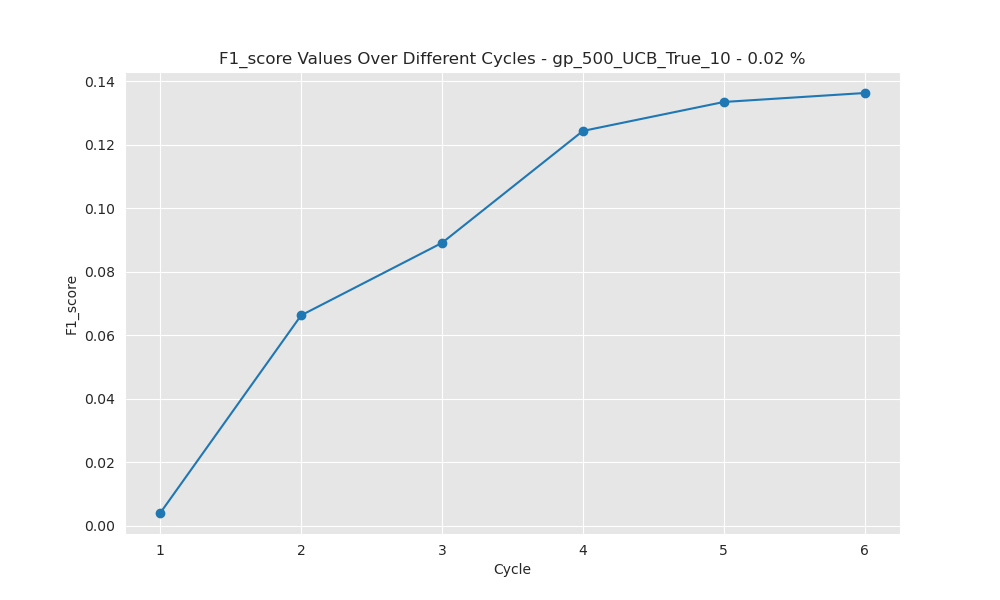 F1_score Values Over Different Cycles - gp_500_UCB_True_10 - 0.02 %
0.14
0.12
0.10
0.08
0.06
0.04
0.02
0.00
F1_score
1 2 3 4 5 6
Cycle